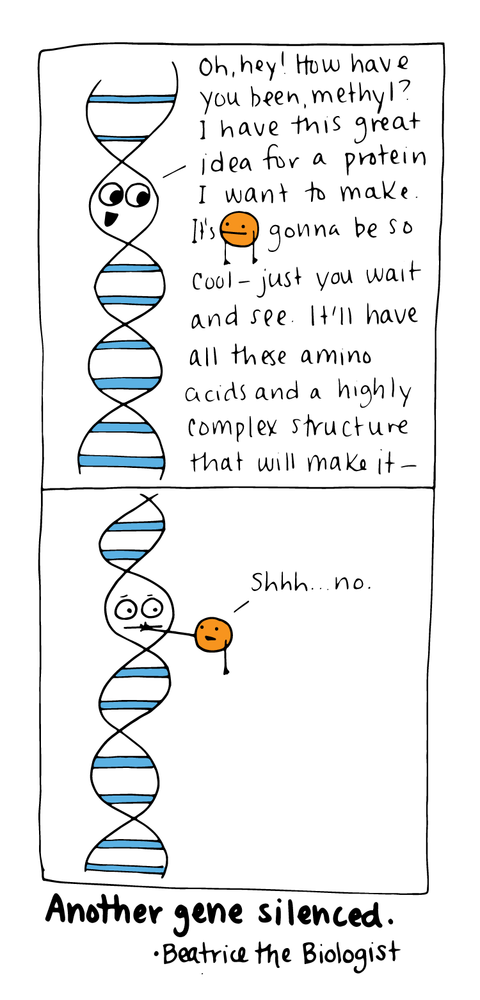 Oh, hey! How have
you been, methyl?
I have this great
idea for a protein
I want to make.
It's gonna be so
cool – just you wait
and see. It'll have
all these amino
acids and a highly
complex structure
that will make it –
Shhh...no.
Another gene silenced.
•Beatrice the Biologist